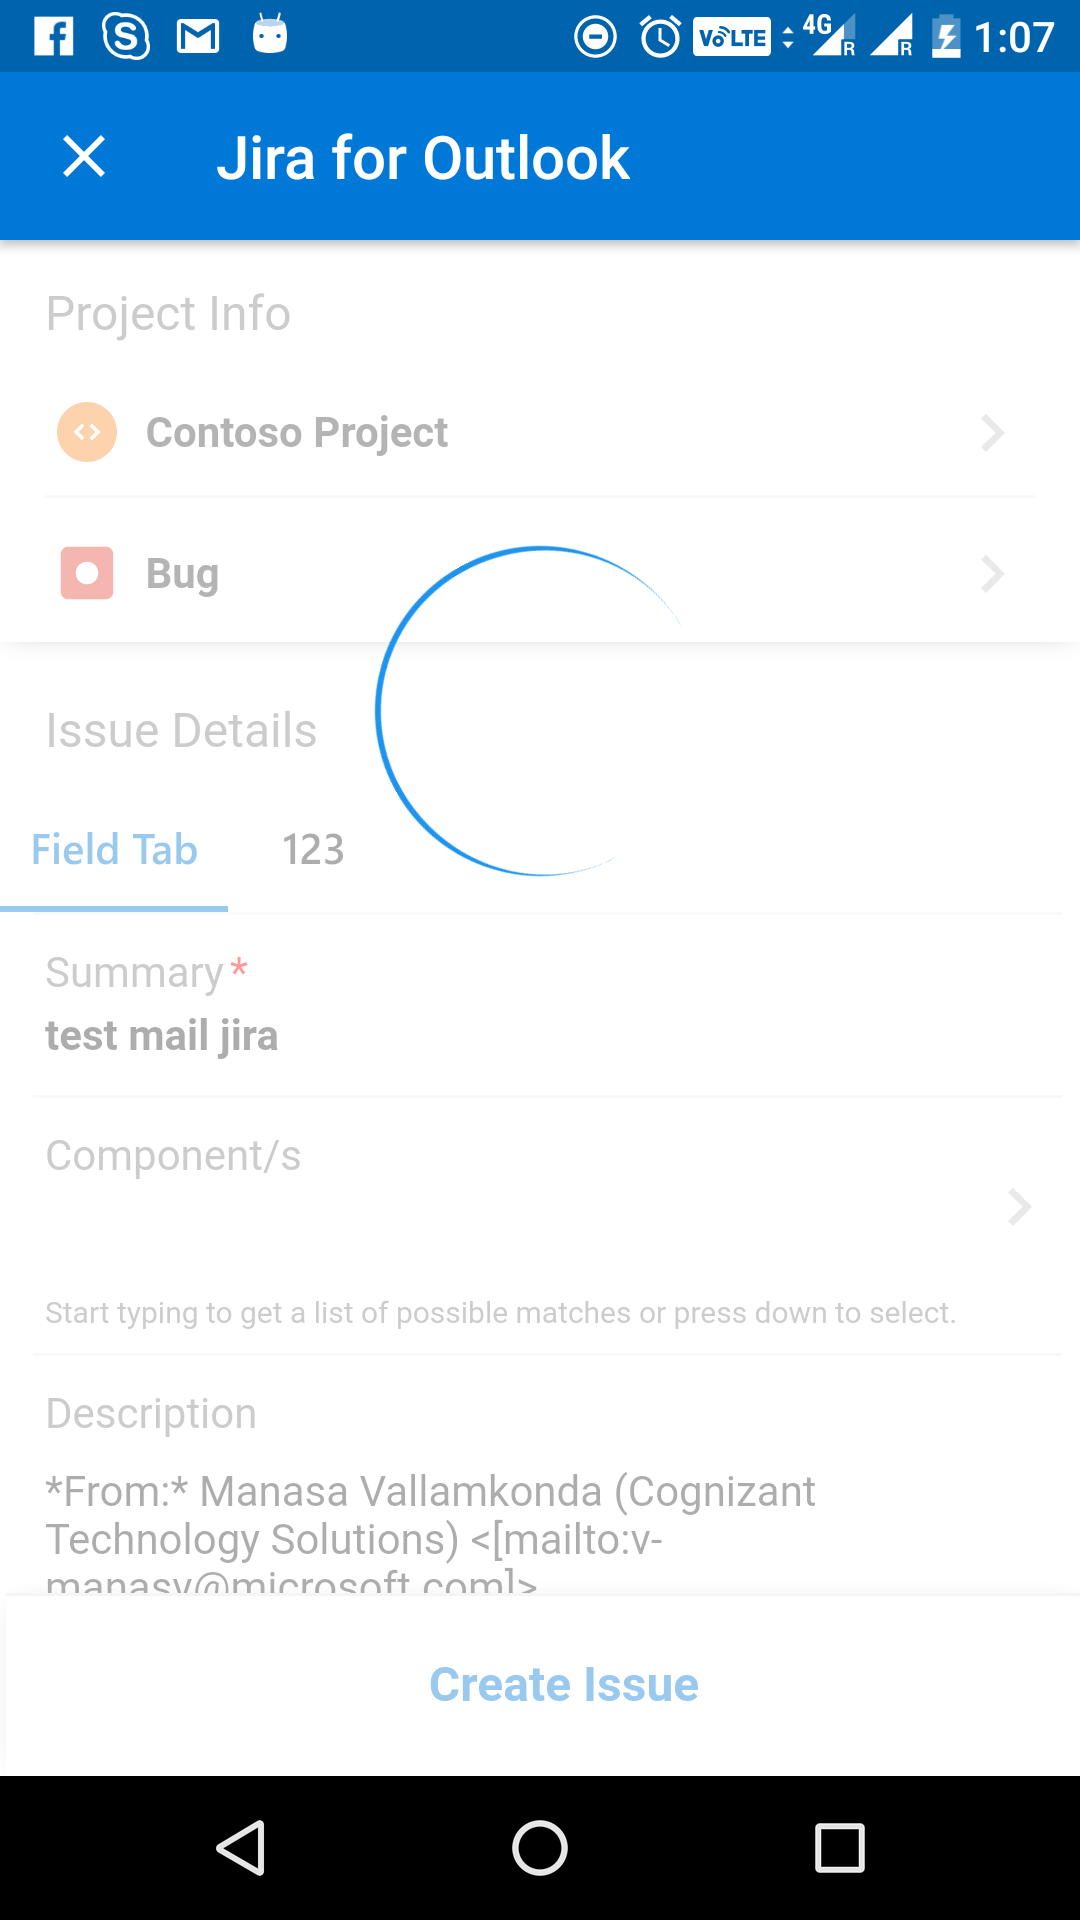 VoLTE 4G R R 1:07
Jira for Outlook
Project Info
Contoso Project
Bug
Issue Details
Field Tab 123
Summary *
test mail jira
Component/s
Start typing to get a list of possible matches or press down to select.
Description
*From:* Manasa Vallamkonda (Cognizant
Technology Solutions) <[mailto:v-
manasv@microsoft.com]>
Create Issue